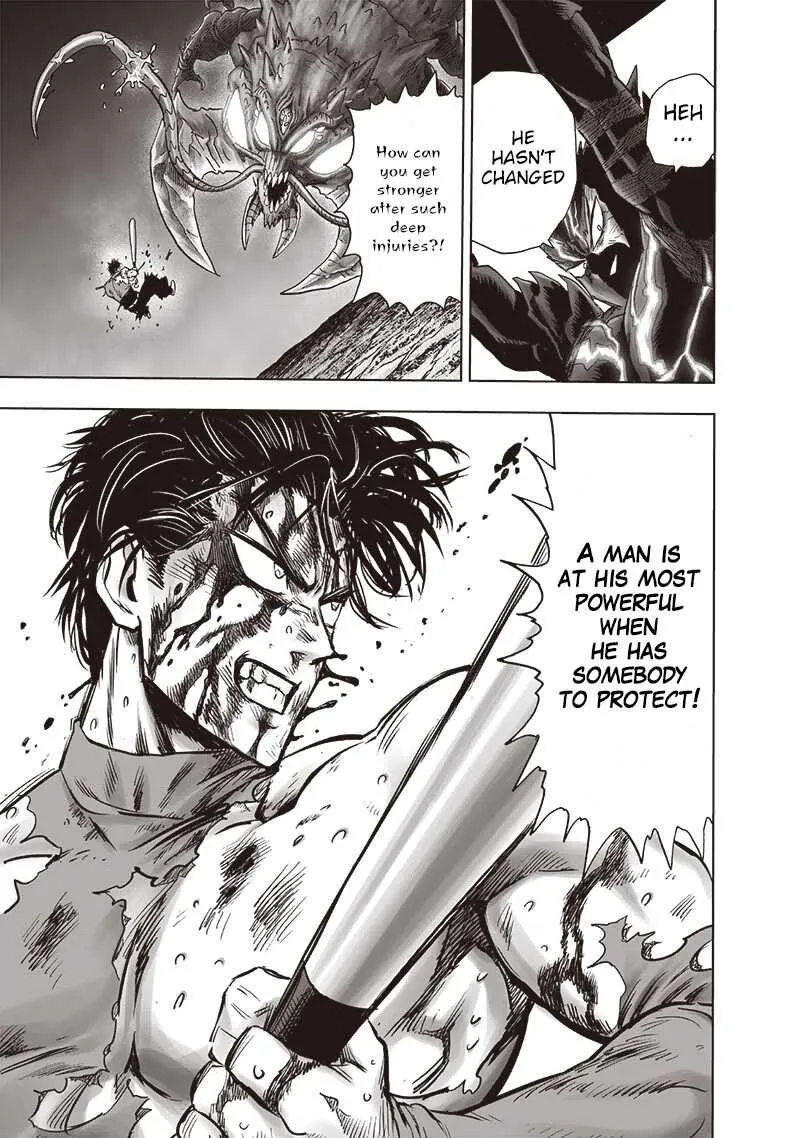 HEH
...
HE
HASN'T
CHANGED
How can
you get
stronger
after such
deep
injuries?!
A MAN IS
AT HIS MOST
POWERFUL
WHEN
HE HAS
SOMEBODY
TO PROTECT!